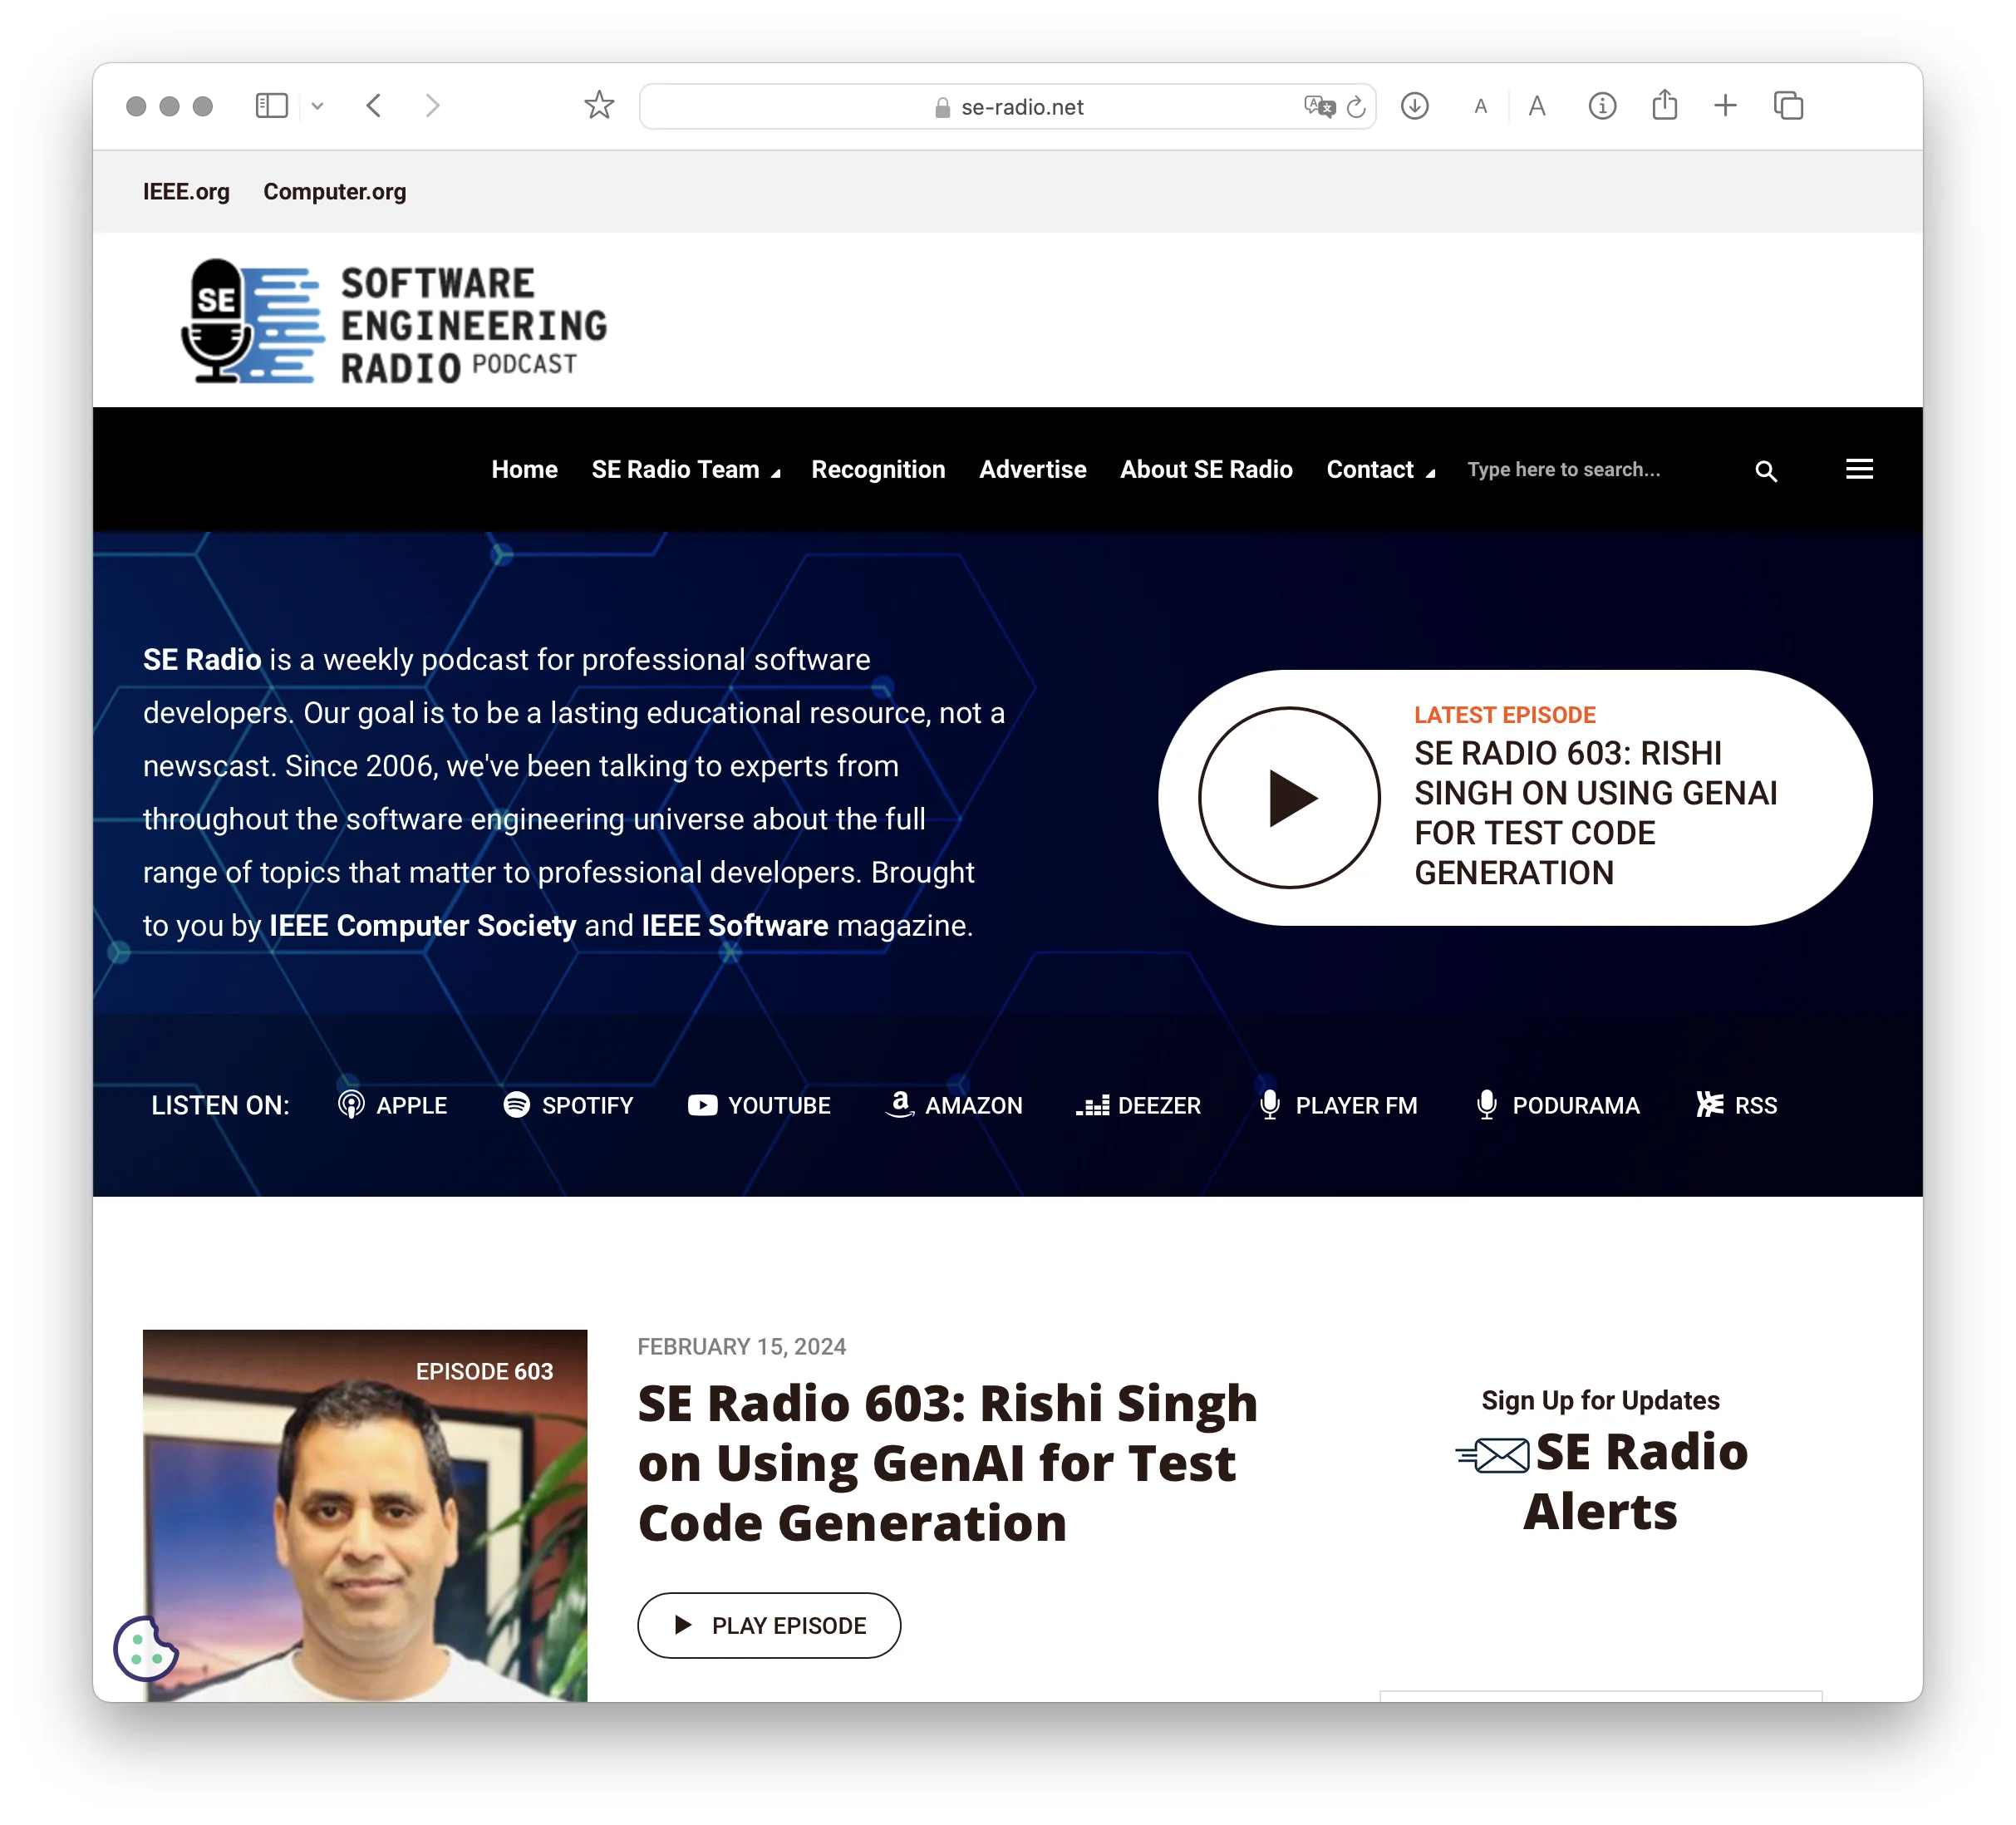 se-radio.net
A A
IEEE.org Computer.org
SE
SOFTWARE
ENGINEERING
RADIO PODCAST
Home SE Radio Team Recognition Advertise About SE Radio Contact Type here to search...
SE Radio is a weekly podcast for professional software
developers. Our goal is to be a lasting educational resource, not a
newscast. Since 2006, we've been talking to experts from
throughout the software engineering universe about the full
range of topics that matter to professional developers. Brought
to you by IEEE Computer Society and IEEE Software magazine.
LATEST EPISODE
SE RADIO 603: RISHI
SINGH ON USING GENAI
FOR TEST CODE
GENERATION
LISTEN ON: APPLE SPOTIFY YOUTUBE AMAZON DEEZER PLAYER FM PODURAMA RSS
EPISODE 603
FEBRUARY 15, 2024
SE Radio 603: Rishi Singh
on Using GenAI for Test
Code Generation
PLAY EPISODE
Sign Up for Updates
SE Radio
Alerts